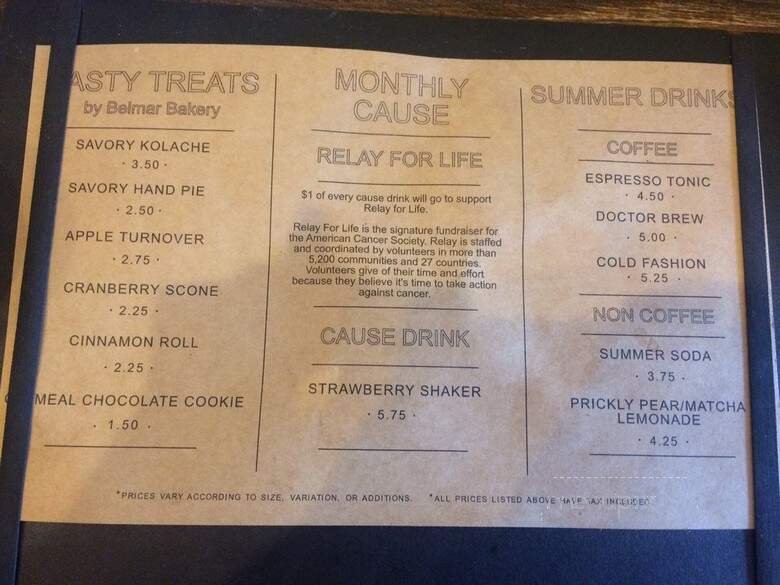 ASTY TREATS
by Belmar Bakery
SAVORY KOLACHE
· 3.50 ·
SAVORY HAND PIE
· 2.50 ·
APPLE TURNOVER
· 2.75 ·
CRANBERRY SCONE
· 2.25 ·
CINNAMON ROLL
· 2.25 ·
MEAL CHOCOLATE COOKIE
· 1.50 ·
MONTHLY
CAUSE
RELAY FOR LIFE
$1 of every cause drink will go to support
Relay for Life.
Relay For Life is the signature fundraiser for
the American Cancer Society. Relay is staffed
and coordinated by volunteers in more than
5,200 communities and 27 countries.
Volunteers give of their time and effort
because they believe it's time to take action
against cancer.
CAUSE DRINK
STRAWBERRY SHAKER
· 5.75 ·
SUMMER DRINKS
COFFEE
ESPRESSO TONIC
· 4.50 ·
DOCTOR BREW
· 5.00 ·
COLD FASHION
· 5.25 ·
NON COFFEE
SUMMER SODA
· 3.75 ·
PRICKLY PEAR/MATCHA
LEMONADE
· 4.25 ·
*PRICES VARY ACCORDING TO SIZE, VARIATION, OR ADDITIONS. *ALL PRICES LISTED ABOVE HAVE TAX INCLUDED.